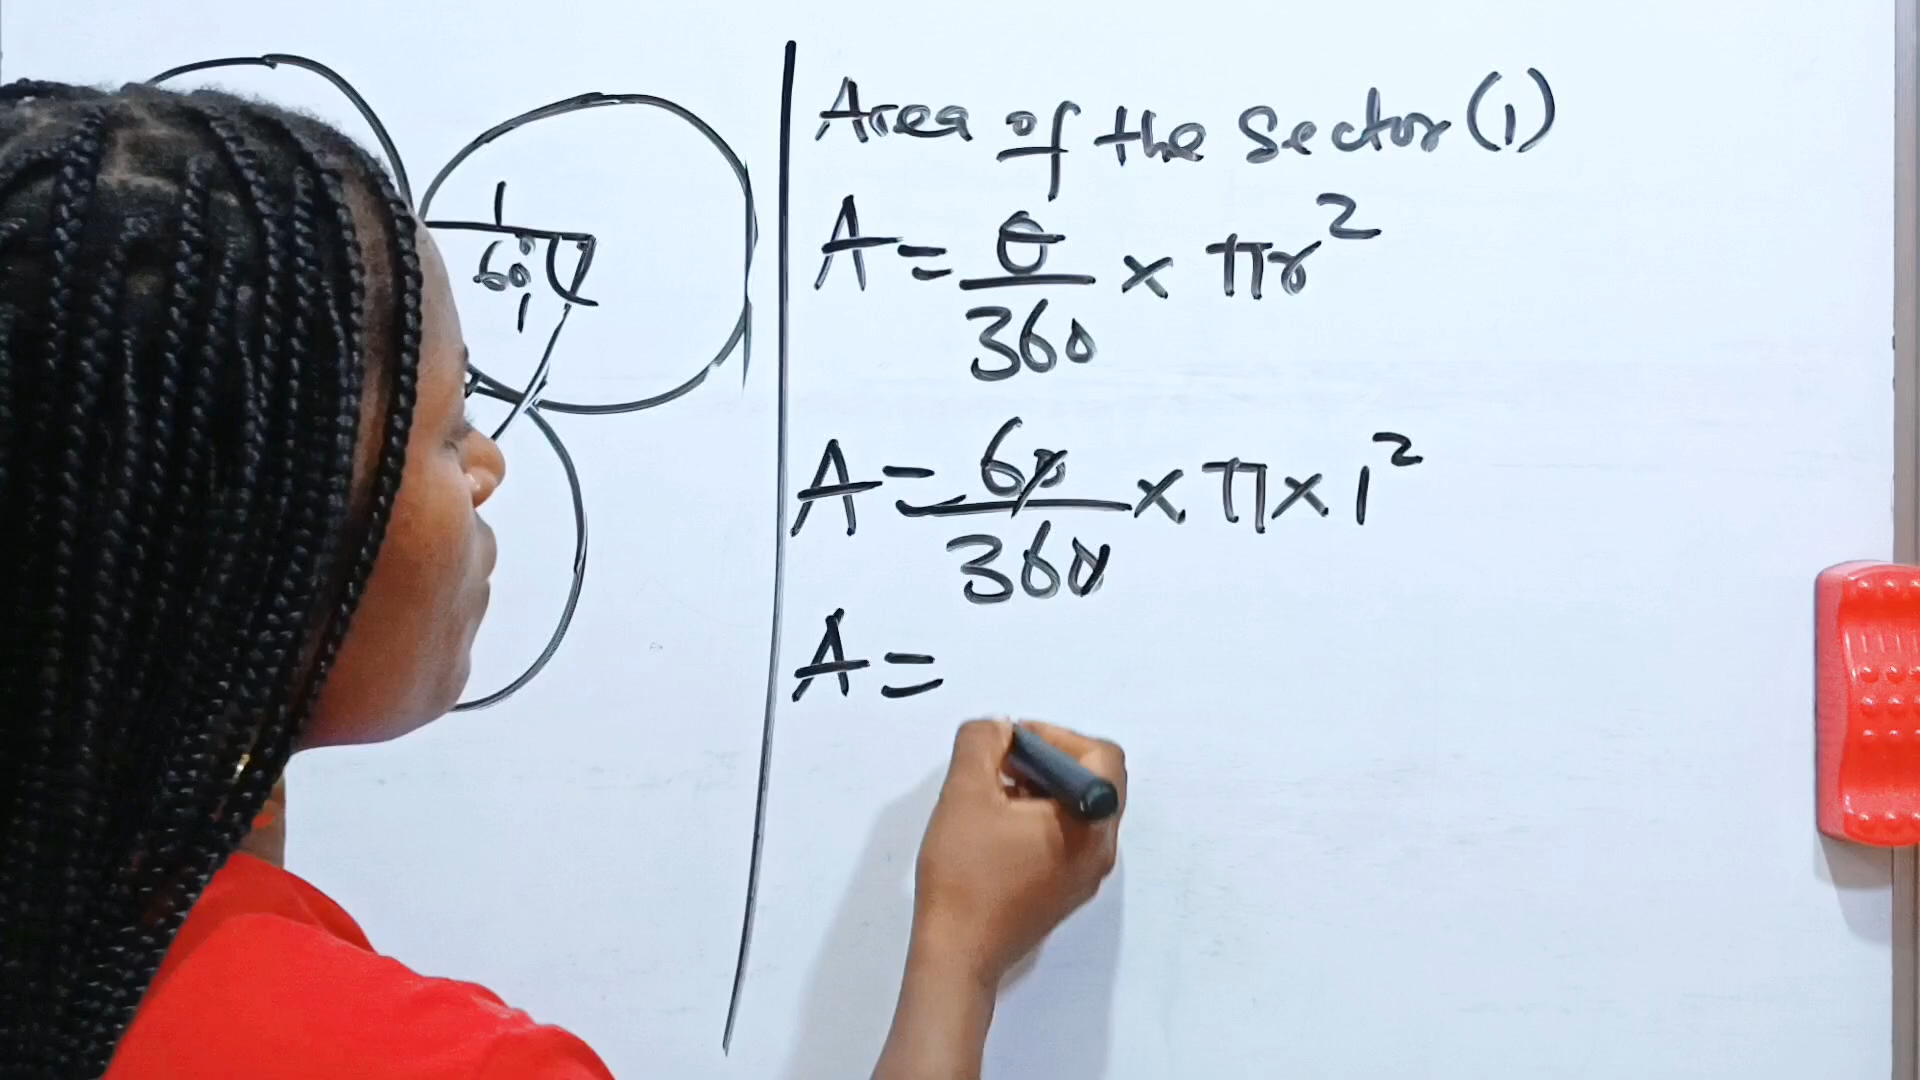 1
60°
1
Area of the Sector (1)
A = θ/360 × πr²
A = 60/360 × π × 1²
A =